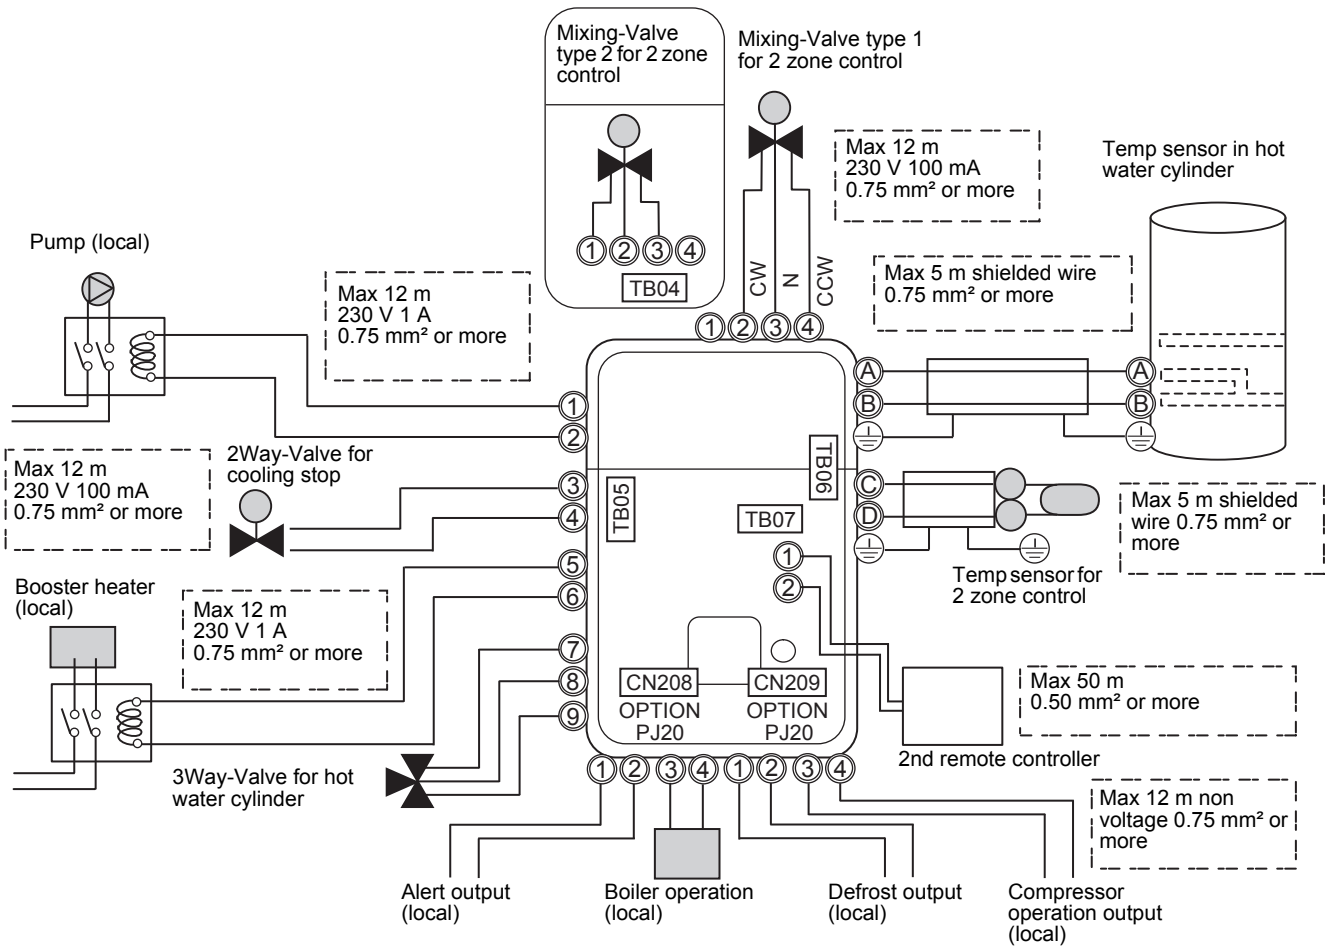 Mixing-Valve
type 2 for 2 zone
control
1 2 3 4
TB04
Mixing-Valve type 1
for 2 zone control
CW
N
CCW
1 2 3 4
Max 12 m
230 V 100 mA
0.75 mm² or more
Temp sensor in hot
water cylinder
Pump (local)
Max 12 m
230 V 1 A
0.75 mm² or more
Max 5 m shielded wire
0.75 mm² or more
1
2
A
B
A
B
Max 12 m
230 V 100 mA
0.75 mm² or more
2Way-Valve for
cooling stop
3
4
TB05
TB06
TB07
C
D
Max 5 m shielded
wire 0.75 mm² or
more
Temp sensor for
2 zone control
1
2
Booster heater
(local)
Max 12 m
230 V 1 A
0.75 mm² or more
5
6
7
8
9
CN208
OPTION
PJ20
CN209
OPTION
PJ20
Max 50 m
0.50 mm² or more
2nd remote controller
3Way-Valve for hot
water cylinder
1 2 3 4 1 2 3 4
Max 12 m non
voltage 0.75 mm² or
more
Alert output
(local)
Boiler operation
(local)
Defrost output
(local)
Compressor
operation output
(local)